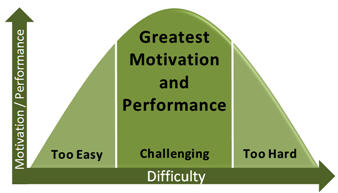 Greatest
Motivation
and
Performance
Motivation / Performance
Too Easy
Challenging
Too Hard
Difficulty